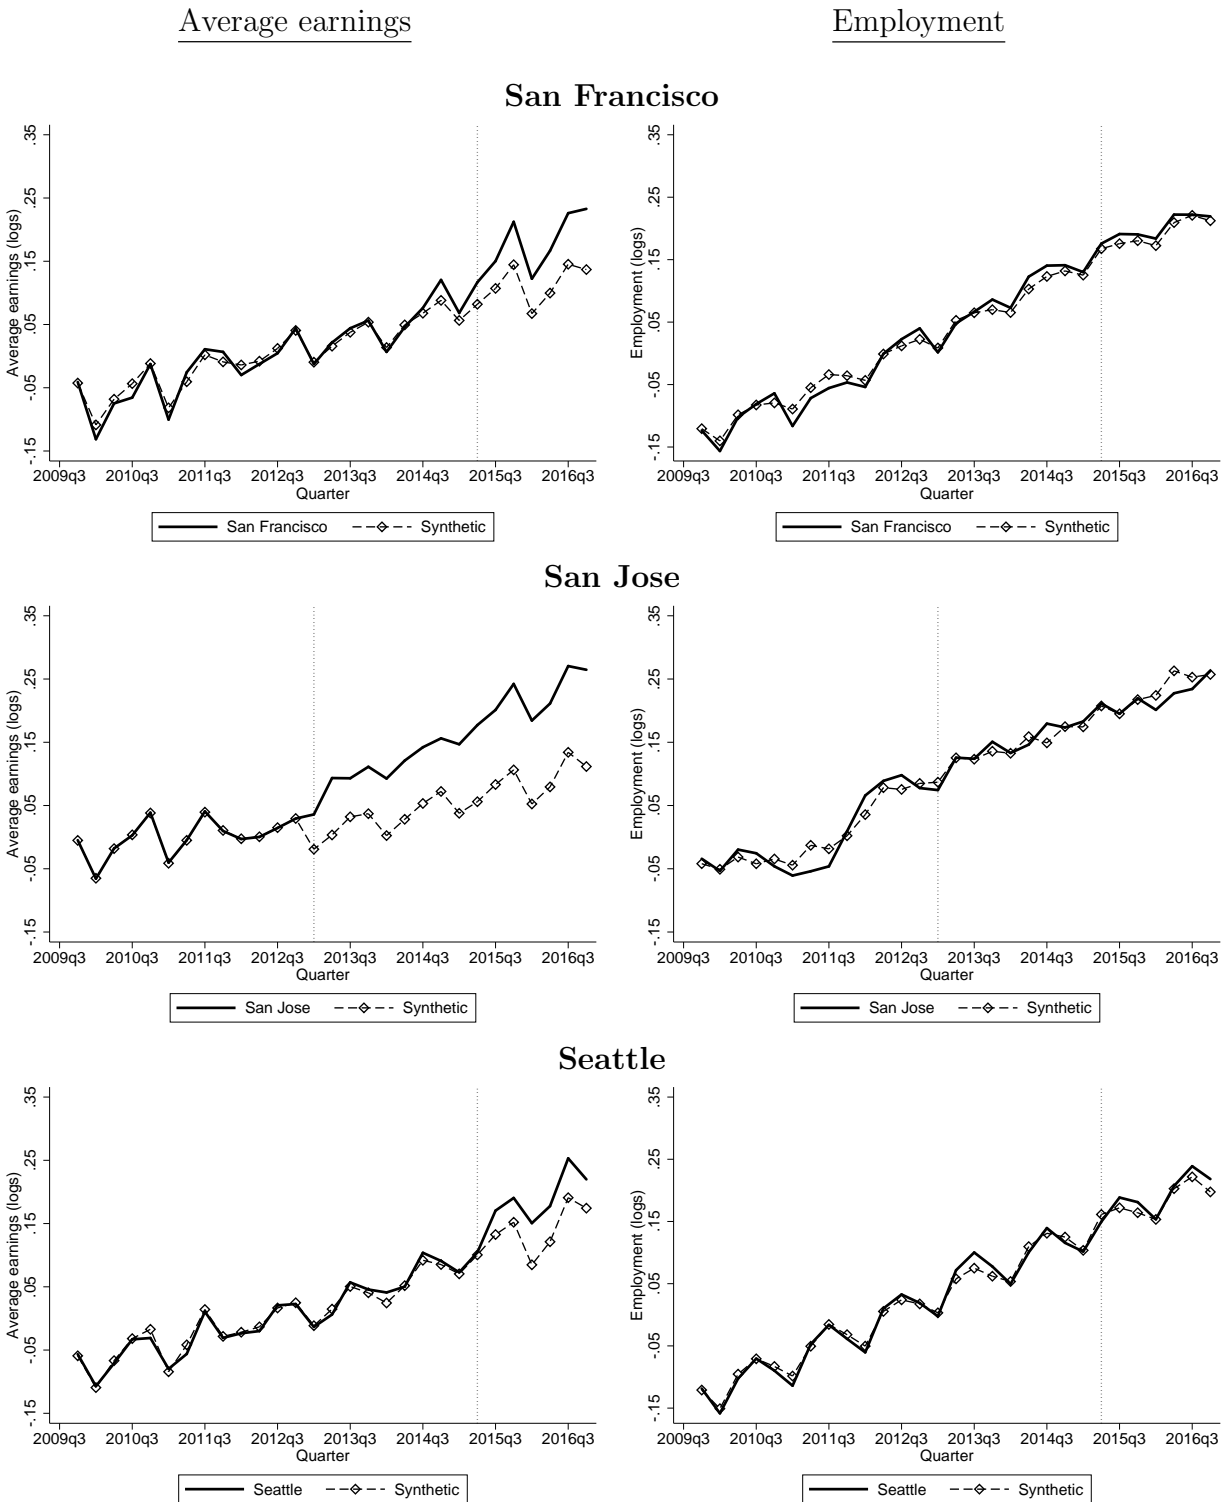 Average earnings
Employment
San Francisco
Average earnings (logs)
.35
.25
.15
.05
-.05
-.15
2009q3 2010q3 2011q3 2012q3 2013q3 2014q3 2015q3 2016q3
Quarter
San Francisco Synthetic
Employment (logs)
.35
.25
.15
.05
-.05
-.15
2009q3 2010q3 2011q3 2012q3 2013q3 2014q3 2015q3 2016q3
Quarter
San Francisco Synthetic
San Jose
Average earnings (logs)
.35
.25
.15
.05
-.05
-.15
2009q3 2010q3 2011q3 2012q3 2013q3 2014q3 2015q3 2016q3
Quarter
San Jose Synthetic
Employment (logs)
.35
.25
.15
.05
-.05
-.15
2009q3 2010q3 2011q3 2012q3 2013q3 2014q3 2015q3 2016q3
Quarter
San Jose Synthetic
Seattle
Average earnings (logs)
.35
.25
.15
.05
-.05
-.15
2009q3 2010q3 2011q3 2012q3 2013q3 2014q3 2015q3 2016q3
Quarter
Seattle Synthetic
Employment (logs)
.35
.25
.15
.05
-.05
-.15
2009q3 2010q3 2011q3 2012q3 2013q3 2014q3 2015q3 2016q3
Quarter
Seattle Synthetic